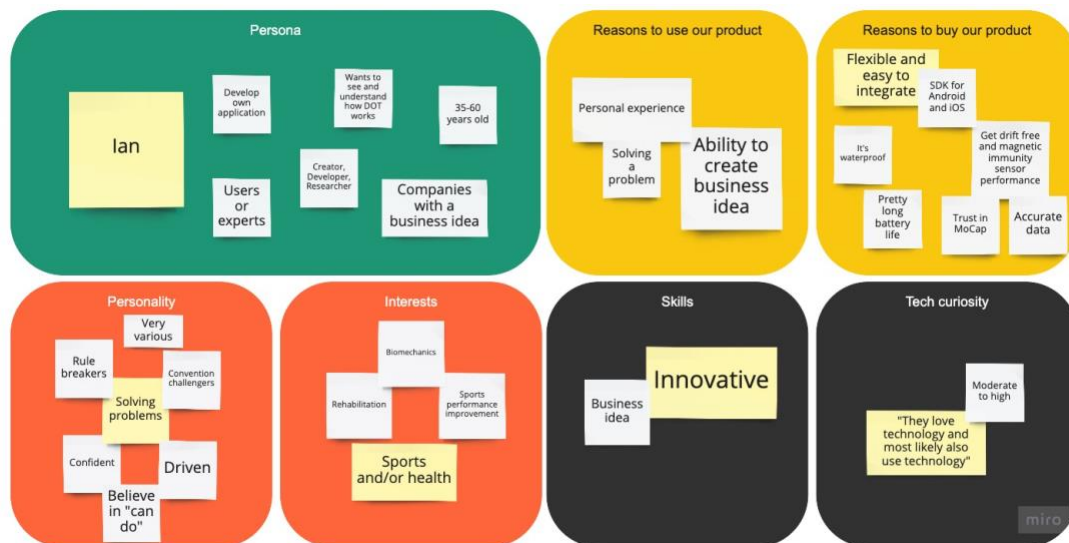 Persona
Ian
Develop
own
application
Wants to
see and
understand
how DOT
works
35-60
years old
Users
or
experts
Creator,
Developer,
Researcher
Companies
with a
business idea
Reasons to use our product
Personal experience
Solving
a
problem
Ability to
create
business
idea
Reasons to buy our product
Flexible and
easy to
integrate
SDK for
Android
and iOS
It's
waterproof
Get drift free
and magnetic
immunity
sensor
performance
Pretty
long
battery
life
Trust in
MoCap
Accurate
data
Personality
Very
various
Rule
breakers
Convention
challengers
Solving
problems
Confident
Driven
Believe
in "can
do"
Interests
Biomechanics
Rehabilitation
Sports
performance
improvement
Sports
and/or health
Skills
Innovative
Business
idea
Tech curiosity
Moderate
to high
"They love
technology and
most likely also
use technology"
miro